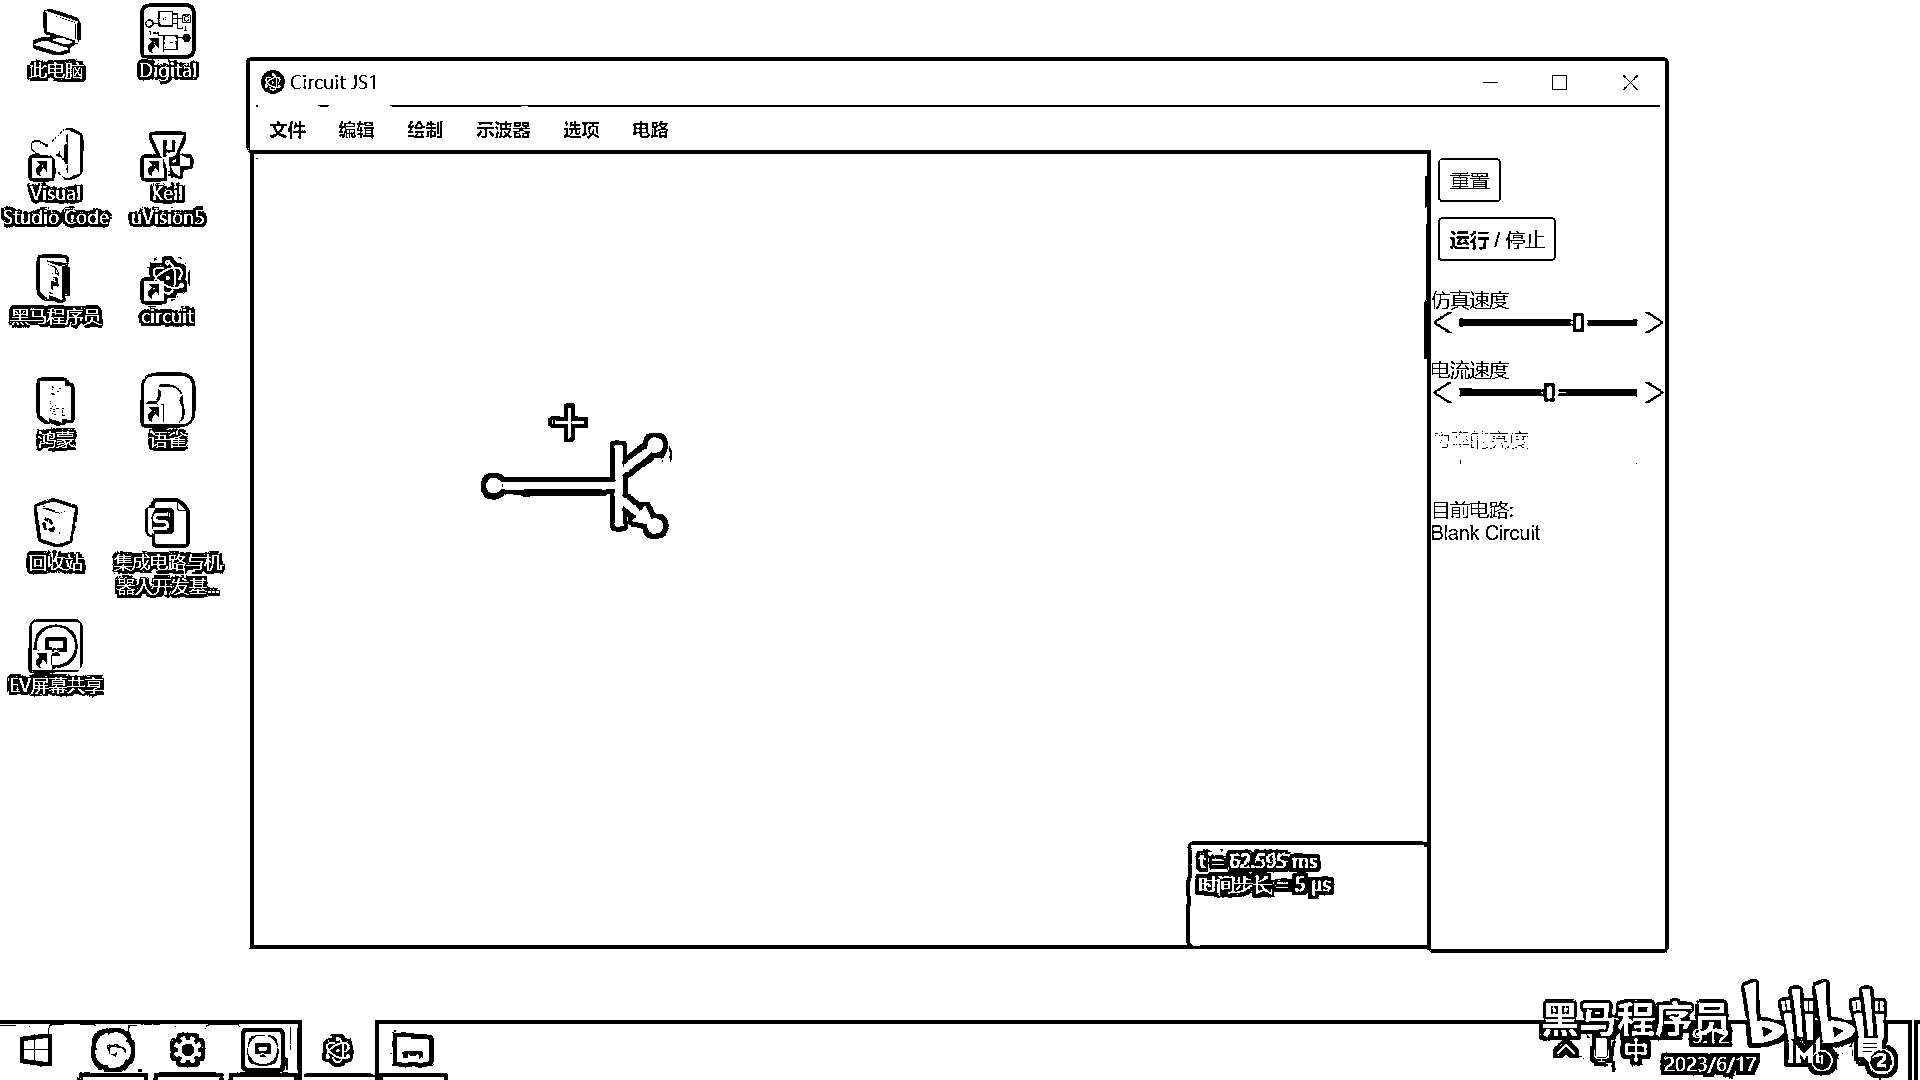 此电脑
Digital
Visual
Studio Code
Keil
uVision5
黑马程序员
circuit
鸿蒙
语雀
回收站
集成电路与机
器人开发基...
EV屏幕共享
Circuit JS1
文件 编辑 绘制 示波器 选项 电路
重置
运行 / 停止
仿真速度
电流速度
目前电路:
Blank Circuit
t = 62.595 ms
时间步长 = 5 μs
黑马程序员
bilibili
9:12
中
2023/6/17
2